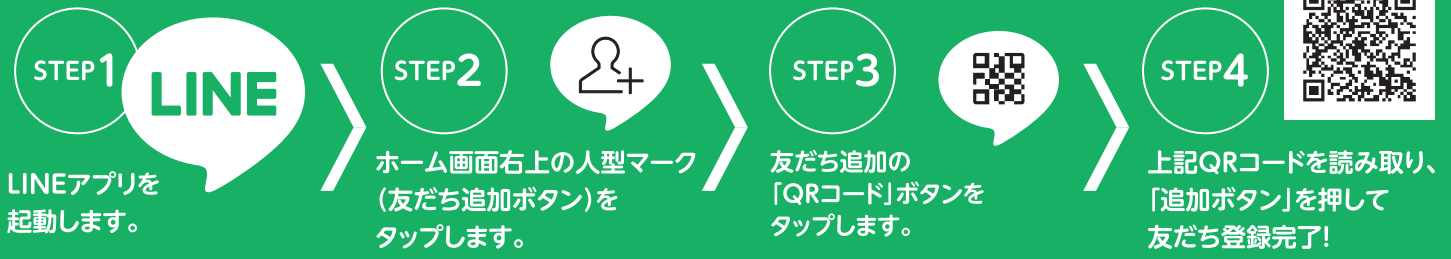 STEP1
LINE
LINEアプリを
起動します。
STEP2
ホーム画面右上の人型マーク
(友だち追加ボタン)を
タップします。
STEP3
友だち追加の
「QRコード」ボタンを
タップします。
STEP4
上記QRコードを読み取り、
「追加ボタン」を押して
友だち登録完了!